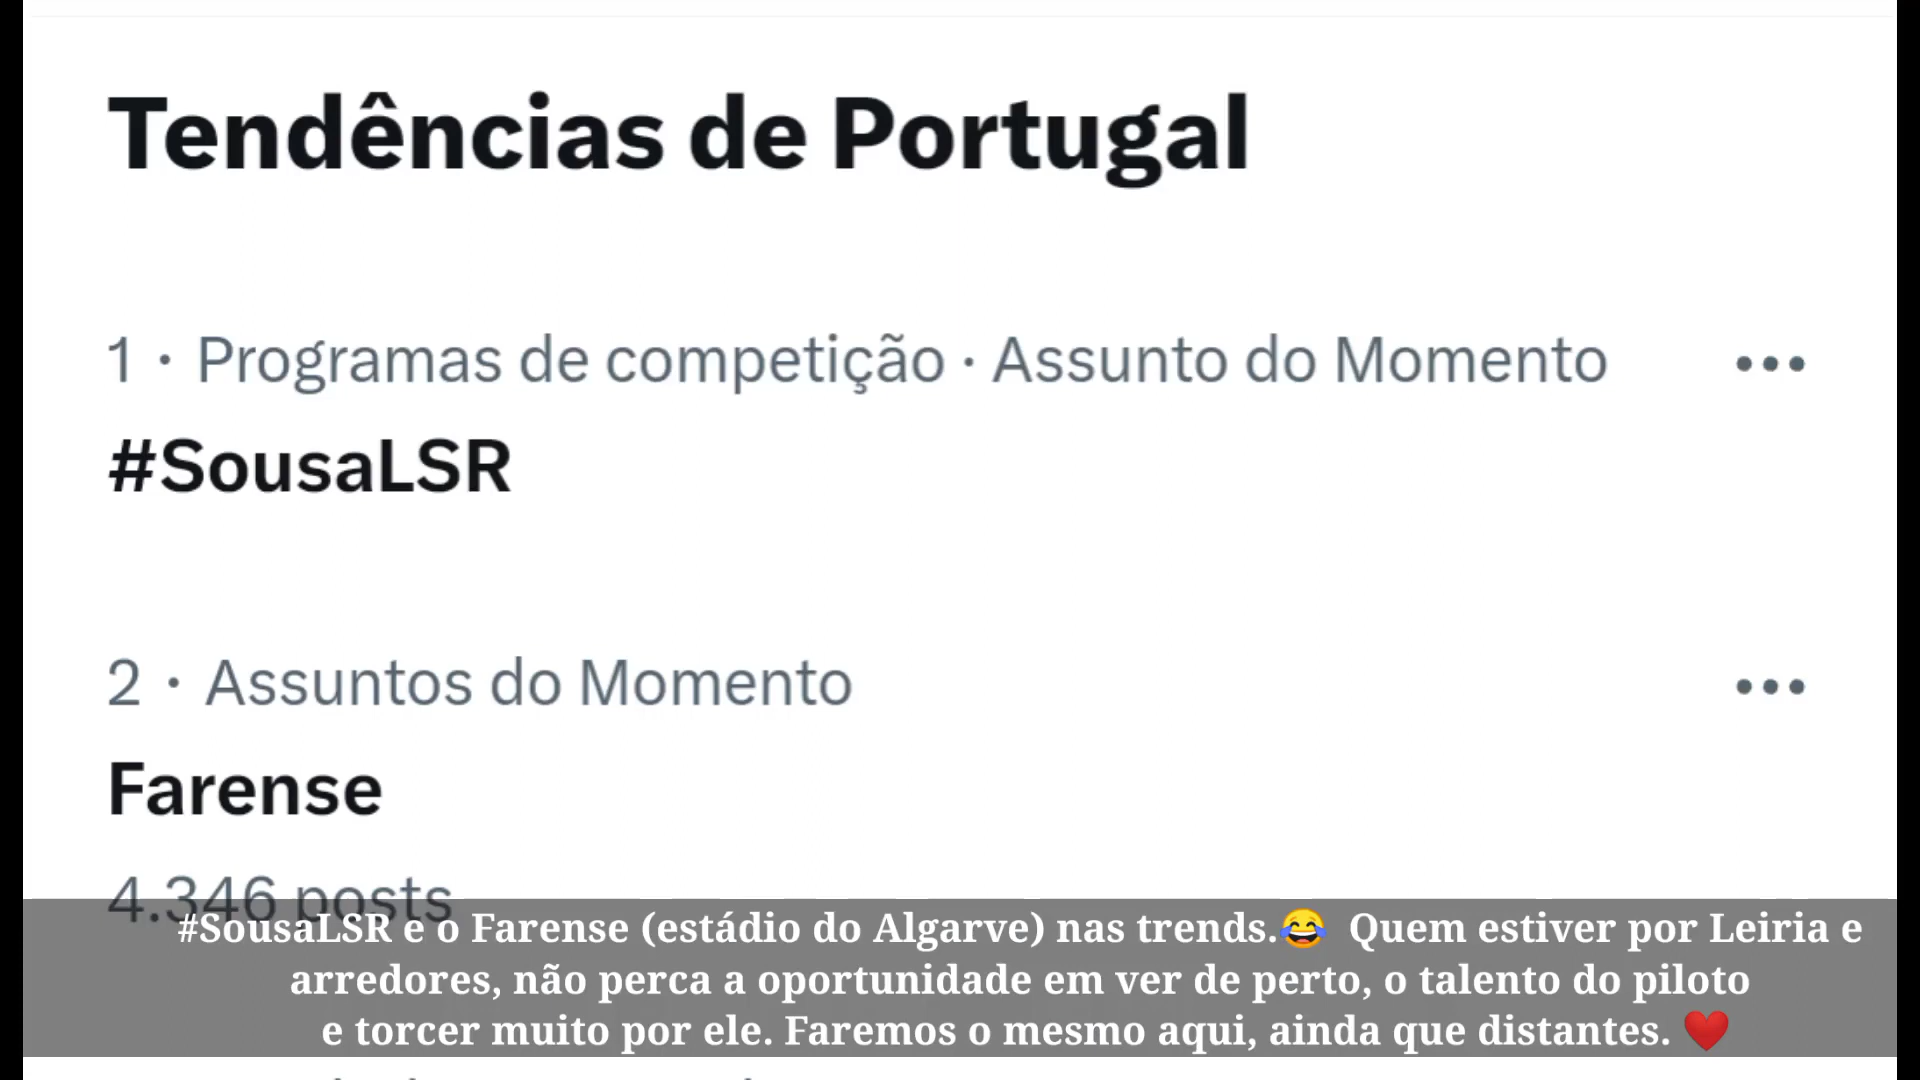 Tendências de Portugal
1 · Programas de competição · Assunto do Momento
#SousaLSR
2 · Assuntos do Momento
Farense
4.346 posts
#SousaLSR e o Farense (estádio do Algarve) nas trends.😂 Quem estiver por Leiria e
arredores, não perca a oportunidade em ver de perto, o talento do piloto
e torcer muito por ele. Faremos o mesmo aqui, ainda que distantes. ❤️